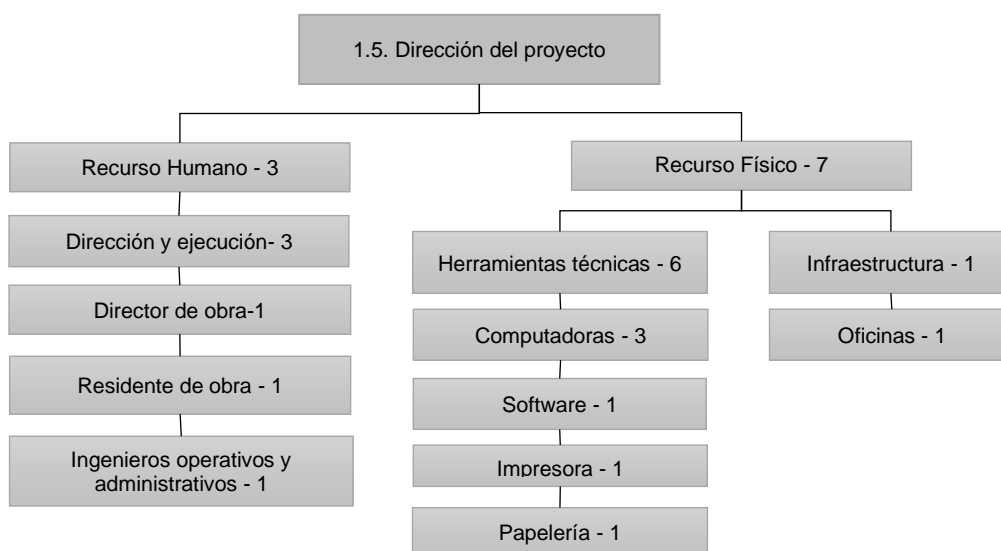 1.5. Dirección del proyecto
Recurso Humano - 3
Dirección y ejecución- 3
Director de obra-1
Residente de obra - 1
Ingenieros operativos y
administrativos - 1
Recurso Físico - 7
Herramientas técnicas - 6
Computadoras - 3
Software - 1
Impresora - 1
Papelería - 1
Infraestructura - 1
Oficinas - 1